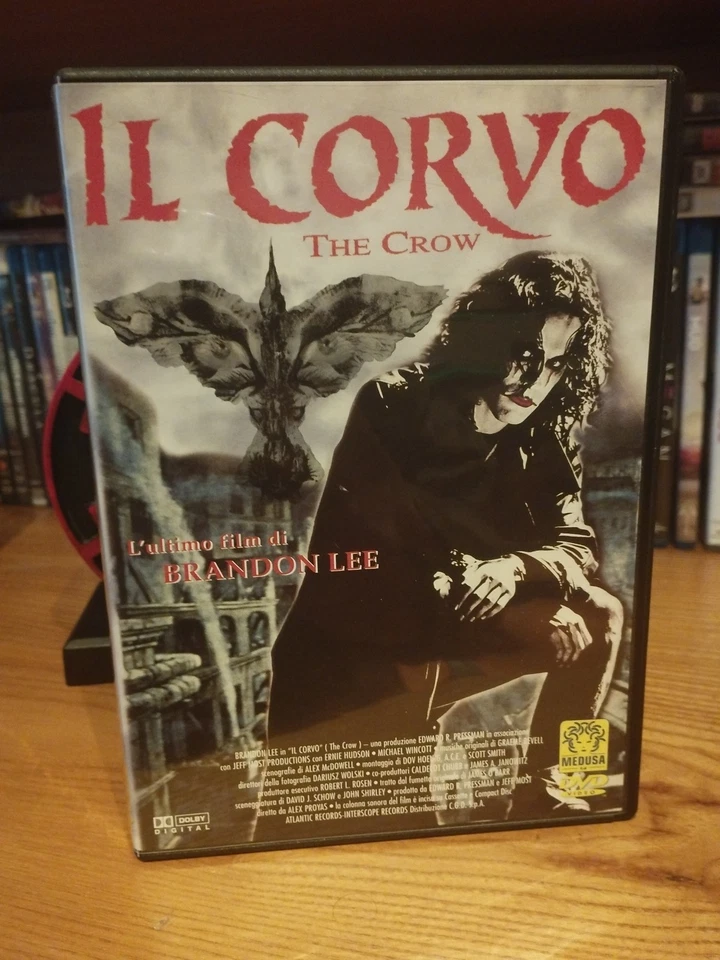 IL CORVO
THE CROW
L'ultimo film di
BRANDON LEE
BRANDON LEE in "IL CORVO" ( The Crow ) – una produzione EDWARD R. PRESSMAN in associazione
con JEFF MOST PRODUCTIONS con ERNIE HUDSON • MICHAEL WINCOTT • musiche originali di GRAEME REVELL
scenografie di ALEX McDOWELL • montaggio di DOV HOENIG, A.C.E. e SCOTT SMITH
direttore della fotografia DARIUSZ WOLSKI • co-produttori CALDECOT CHUBB e JAMES A. JANOWITZ
produttore esecutivo ROBERT L. ROSEN • tratto dal fumetto di JAMES O'BARR
sceneggiatura di DAVID J. SCHOW e JOHN SHIRLEY • prodotto da EDWARD R. PRESSMAN e JEFF MOST
diretto da ALEX PROYAS • la colonna sonora del film è incisa su Cassette e Compact Disc
ATLANTIC RECORDS-INTERSCOPE RECORDS Distribuzione C.G.D. s.p.A.
DOLBY
DIGITAL
MEDUSA
DVD
VIDEO